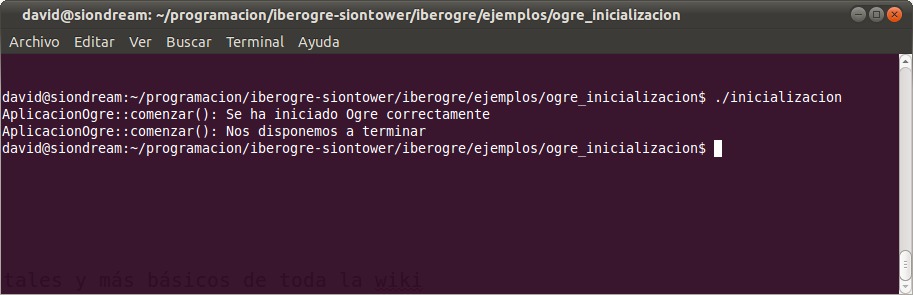 david@siondream: ~/programacion/iberogre-siontower/iberogre/ejemplos/ogre_inicializacion
Archivo Editar Ver Buscar Terminal Ayuda
david@siondream:~/programacion/iberogre-siontower/iberogre/ejemplos/ogre_inicializacion$ ./inicializacion
AplicacionOgre::comenzar(): Se ha iniciado Ogre correctamente
AplicacionOgre::comenzar(): Nos disponemos a terminar
david@siondream:~/programacion/iberogre-siontower/iberogre/ejemplos/ogre_inicializacion$
tales y más básicos de toda la wiki